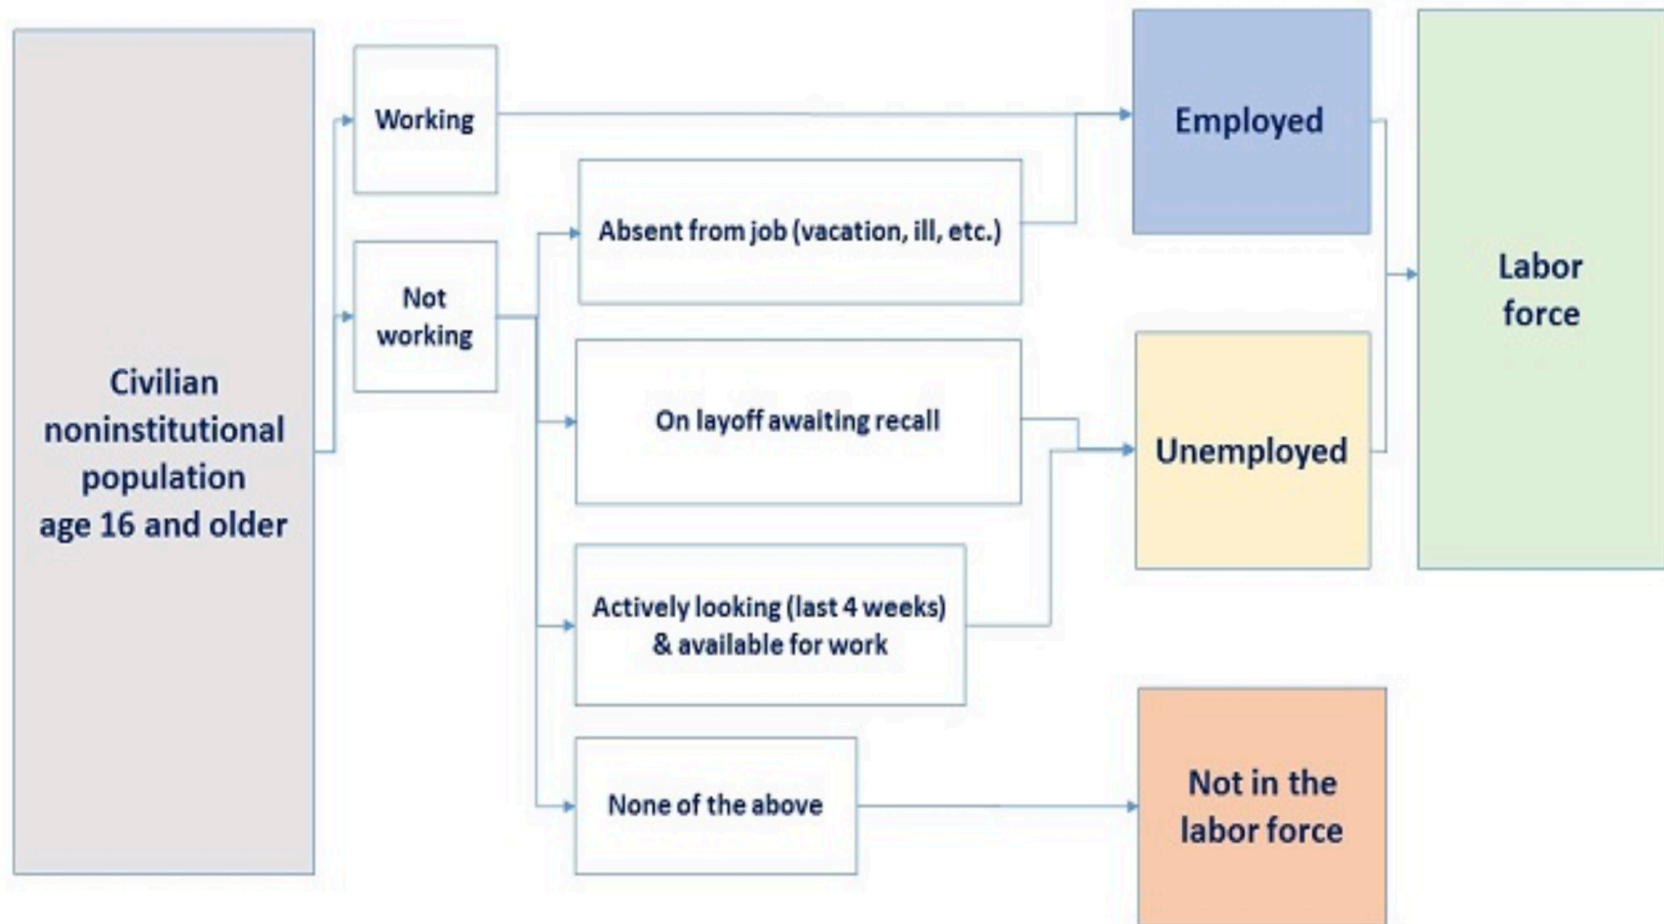 Civilian
noninstitutional
population
age 16 and older
Working
Not
working
Absent from job (vacation, ill, etc.)
On layoff awaiting recall
Actively looking (last 4 weeks)
& available for work
None of the above
Employed
Unemployed
Not in the
labor force
Labor
force